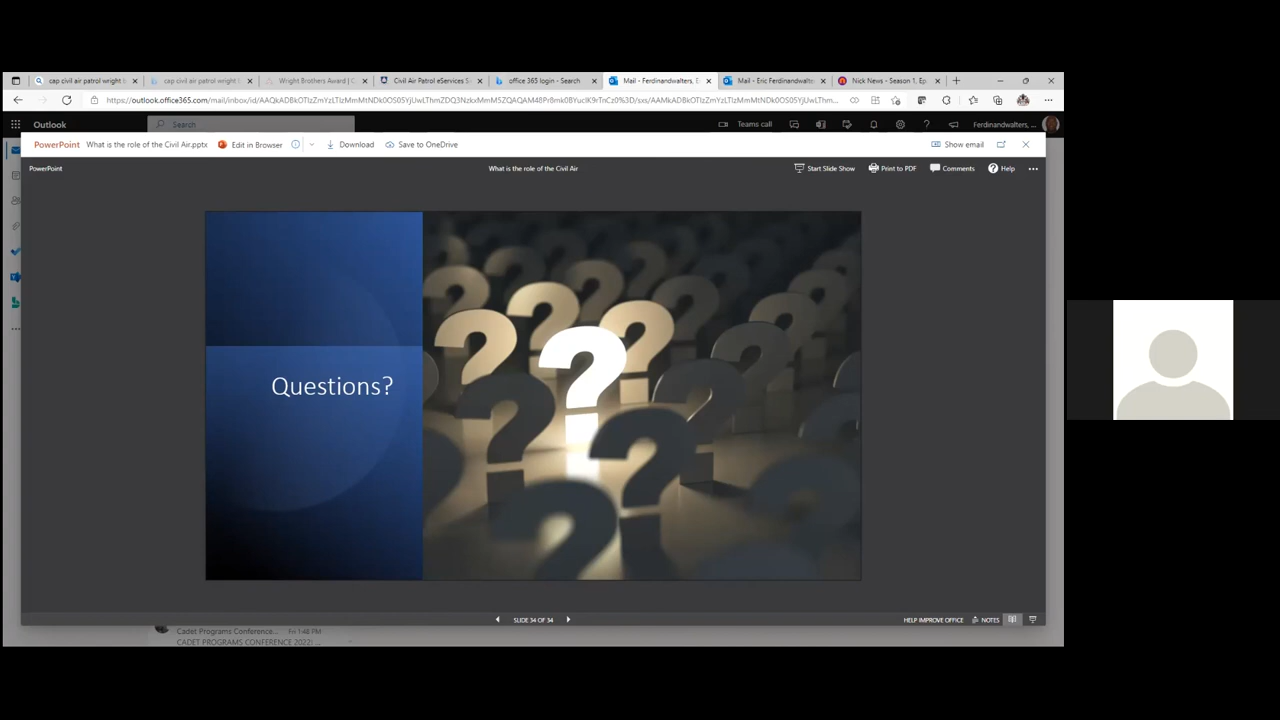 cap civil air patrol wright b
cap civil air patrol wright b
Wright Brothers Award | C
Civil Air Patrol eServices S
office 365 login - Search
Mail - Ferdinandwalters, E
Mail - Eric Ferdinandwalte
Nick News - Season 1, Ep
Outlook
Search
Teams call
Ferdinandwalters, ...
PowerPoint
What is the role of the Civil Air.pptx
Edit in Browser
Download
Save to OneDrive
Show email
PowerPoint
What is the role of the Civil Air
Start Slide Show
Print to PDF
Comments
Help
Questions?
SLIDE 34 OF 34
HELP IMPROVE OFFICE
NOTES
Cadet Programs Conference...
Fri 1:48 PM
CADET PROGRAMS CONFERENCE 2022!